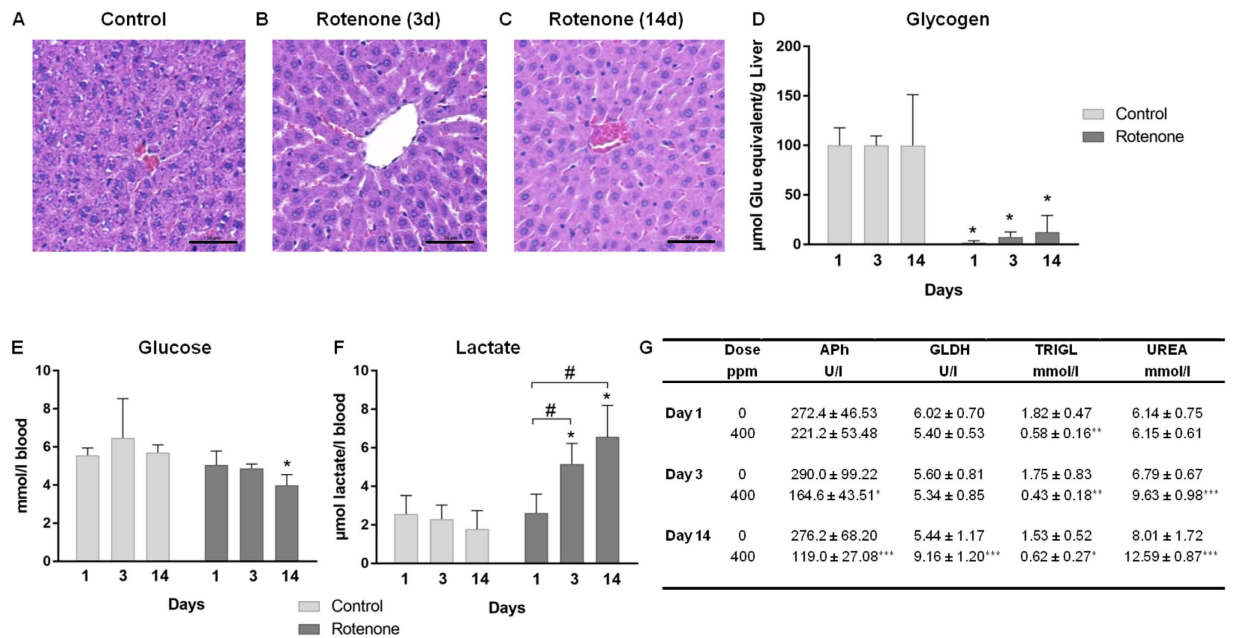 A Control
B Rotenone (3d)
C Rotenone (14d)
D Glycogen
µmol Glu equivalent/g Liver
200
150
100
50
0
* * *
1 3 14 1 3 14
Days
Control
Rotenone
E Glucose
mmol/l blood
10
8
6
4
2
0
*
1 3 14 1 3 14
Days
F Lactate
µmol lactate/l blood
10
8
6
4
2
0
#
#
* *
1 3 14 1 3 14
Days
Control
Rotenone
G
Dose APh GLDH TRIGL UREA
ppm U/l U/l mmol/l mmol/l
Day 1 0 272.4 ± 46.53 6.02 ± 0.70 1.82 ± 0.47 6.14 ± 0.75
400 221.2 ± 53.48 5.40 ± 0.53 0.58 ± 0.16** 6.15 ± 0.61
Day 3 0 290.0 ± 99.22 5.60 ± 0.81 1.75 ± 0.83 6.79 ± 0.67
400 164.6 ± 43.51* 5.34 ± 0.85 0.43 ± 0.18** 9.63 ± 0.98***
Day 14 0 276.2 ± 68.20 5.44 ± 1.17 1.53 ± 0.52 8.01 ± 1.72
400 119.0 ± 27.08*** 9.16 ± 1.20*** 0.62 ± 0.27* 12.59 ± 0.87***